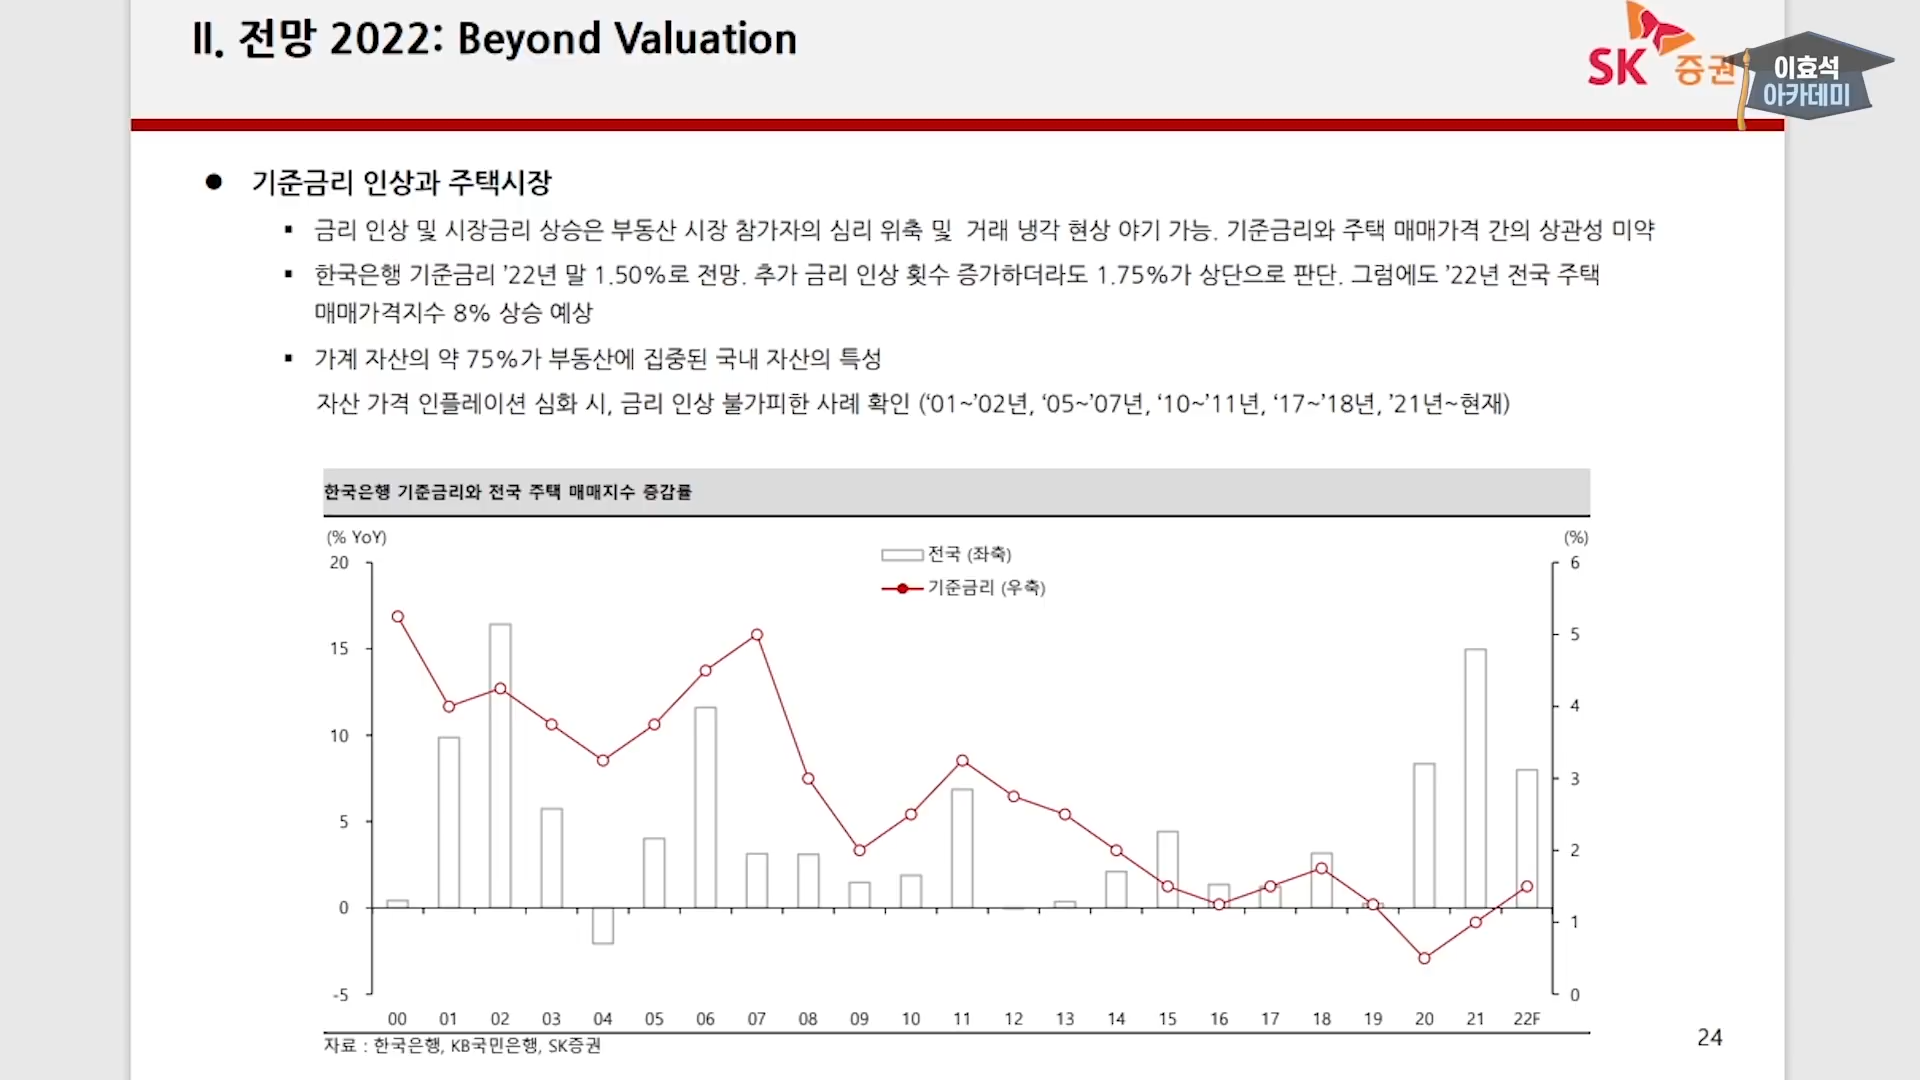 II. 전망 2022: Beyond Valuation
SK 증권
이효석
아카데미
● 기준금리 인상과 주택시장
▪ 금리 인상 및 시장금리 상승은 부동산 시장 참가자의 심리 위축 및 거래 냉각 현상 야기 가능. 기준금리와 주택 매매가격 간의 상관성 미약
▪ 한국은행 기준금리 ’22년 말 1.50%로 전망. 추가 금리 인상 횟수 증가하더라도 1.75%가 상단으로 판단. 그럼에도 ’22년 전국 주택
매매가격지수 8% 상승 예상
▪ 가계 자산의 약 75%가 부동산에 집중된 국내 자산의 특성
자산 가격 인플레이션 심화 시, 금리 인상 불가피한 사례 확인 (‘01~’02년, ‘05~’07년, ‘10~’11년, ‘17~’18년, ’21년~현재)
한국은행 기준금리와 전국 주택 매매지수 증감률
(% YoY)
(%)
전국 (좌축)
기준금리 (우축)
20
15
10
5
0
-5
6
5
4
3
2
1
0
00 01 02 03 04 05 06 07 08 09 10 11 12 13 14 15 16 17 18 19 20 21 22F
자료 : 한국은행, KB국민은행, SK증권
24